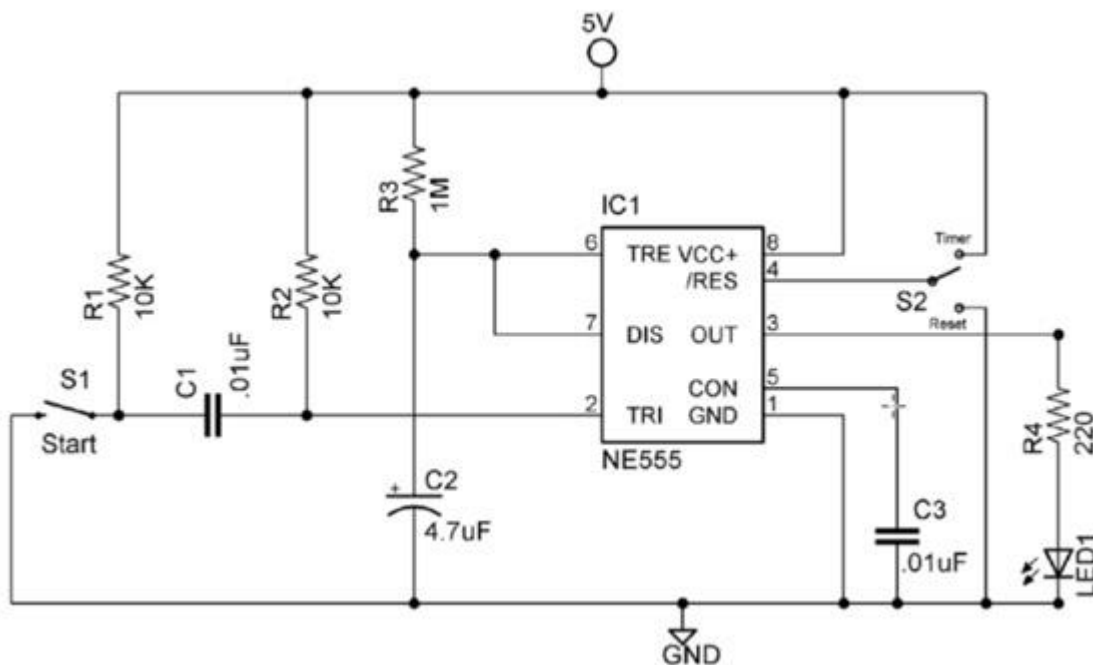 5V
R1
10K
R2
10K
R3
1M
IC1
6
TRE
VCC+
8
/RES
4
7
DIS
OUT
3
CON
5
2
TRI
GND
1
NE555
Timer
S2
Reset
S1
Start
C1
.01uF
C2
+
4.7uF
C3
.01uF
R4
220
LED1
GND